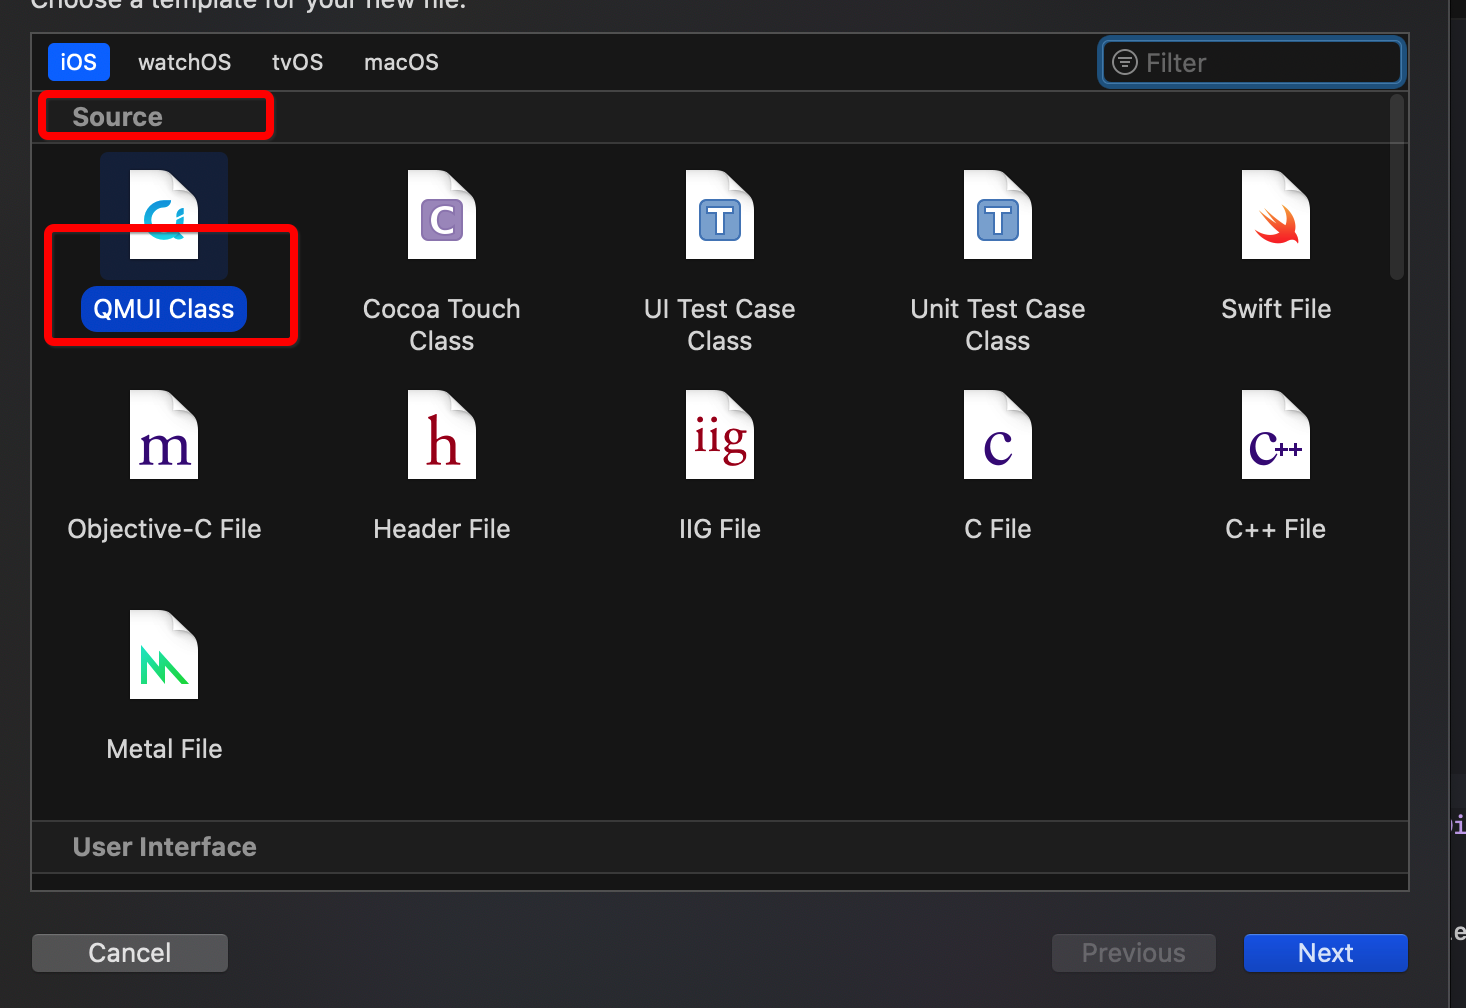 Choose a template for your new file:
iOS watchOS tvOS macOS Filter
Source
QMUI Class
Cocoa Touch
Class
UI Test Case
Class
Unit Test Case
Class
Swift File
Objective-C File
Header File
IIG File
C File
C++ File
Metal File
User Interface
Cancel Previous Next